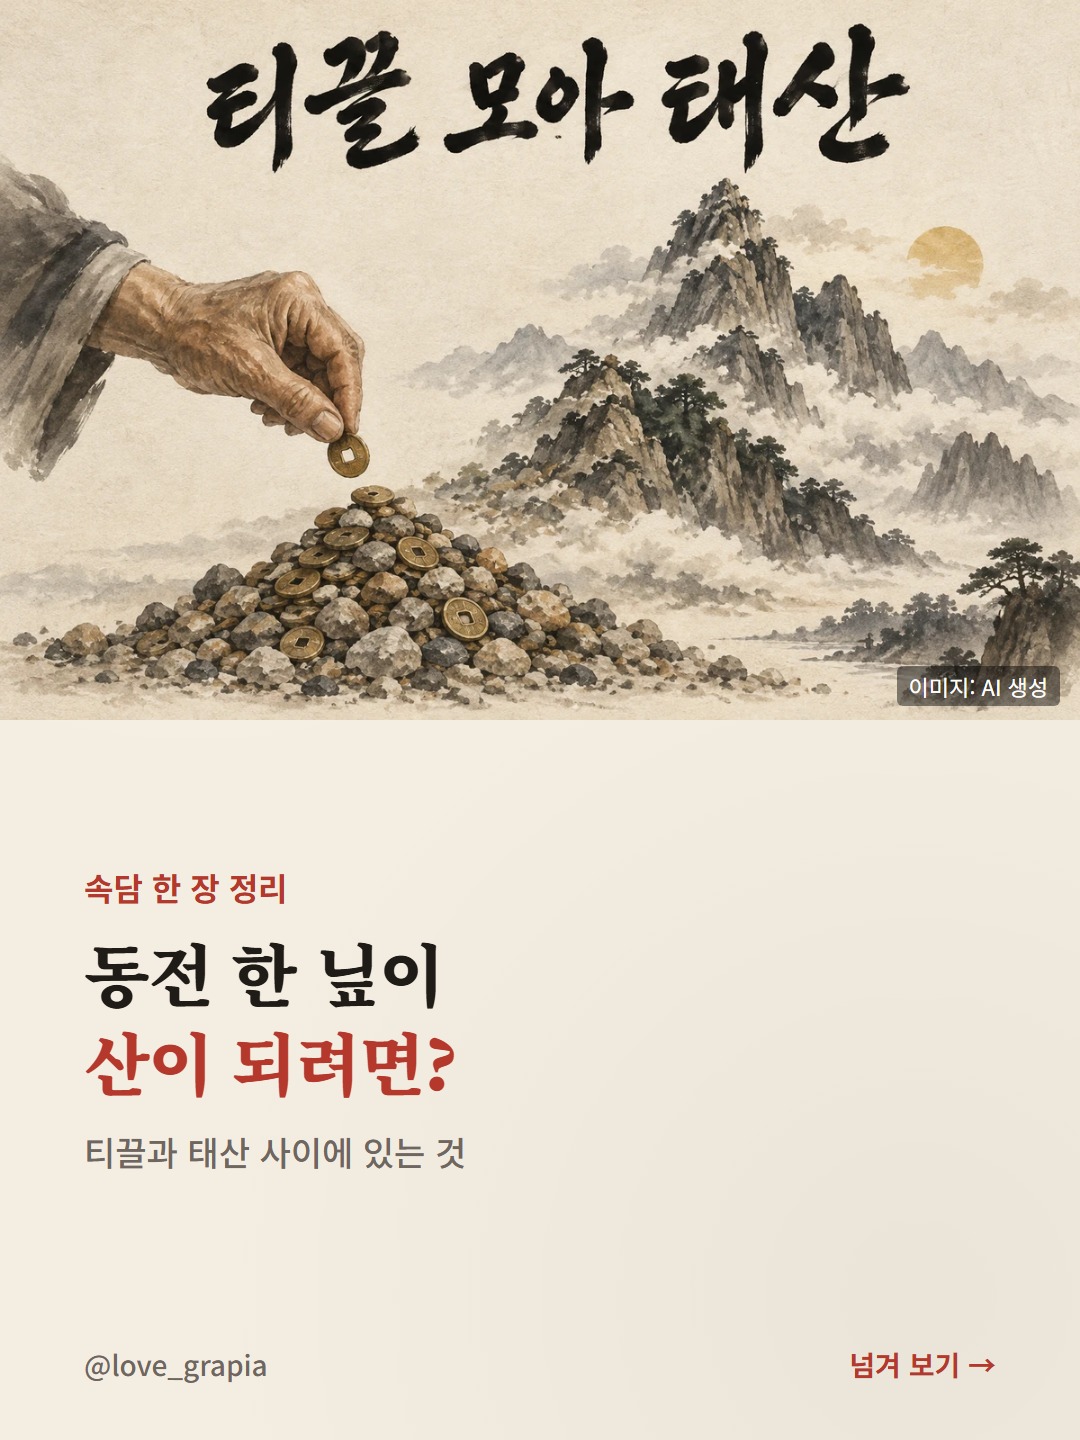 티끌 모아 태산
이미지: AI 생성
속담 한 장 정리
동전 한 닢이
산이 되려면?
티끌과 태산 사이에 있는 것
@love_grapia
넘겨 보기 →